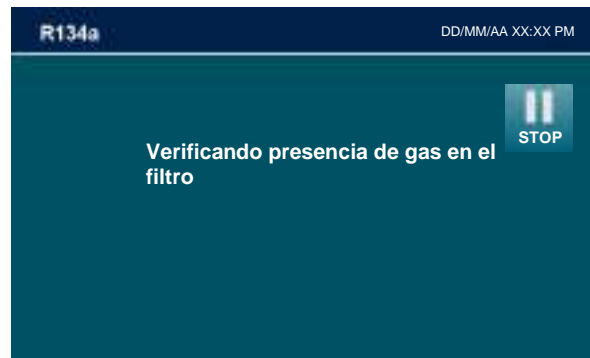 R134a
DD/MM/AA XX:XX PM
STOP
Verificando presencia de gas en el
filtro